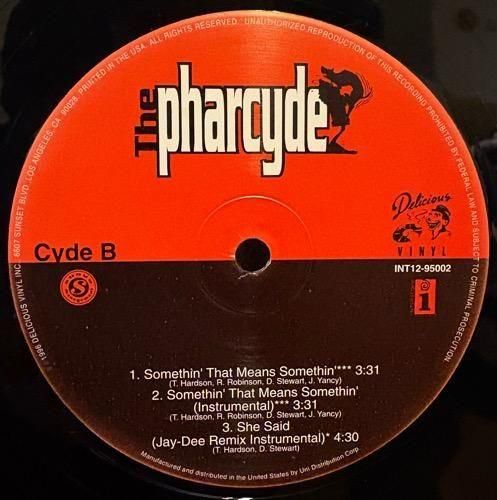 1996 DELICIOUS VINYL INC. 6607 SUNSET BLVD., LOS ANGELES, CA. 90028. PRINTED IN THE USA. ALL RIGHTS RESERVED. UNAUTHORIZED REPRODUCTION OF THIS RECORDING PROHIBITED BY FEDERAL LAW AND SUBJECT TO CRIMINAL PROSECUTION.
The
pharcyde
Delicious
VINYL
Cyde B
INT12-95002
S
i
1. Somethin' That Means Somethin'*** 3:31
(T. Hardson, R. Robinson, D. Stewart, J. Yancy)
2. Somethin' That Means Somethin'
(Instrumental)*** 3:31
(T. Hardson, R. Robinson, D. Stewart, J. Yancy)
3. She Said
(Jay-Dee Remix Instrumental)* 4:30
(T. Hardson, D. Stewart)
Manufactured and distributed in the United States by Uni Distribution Corp.